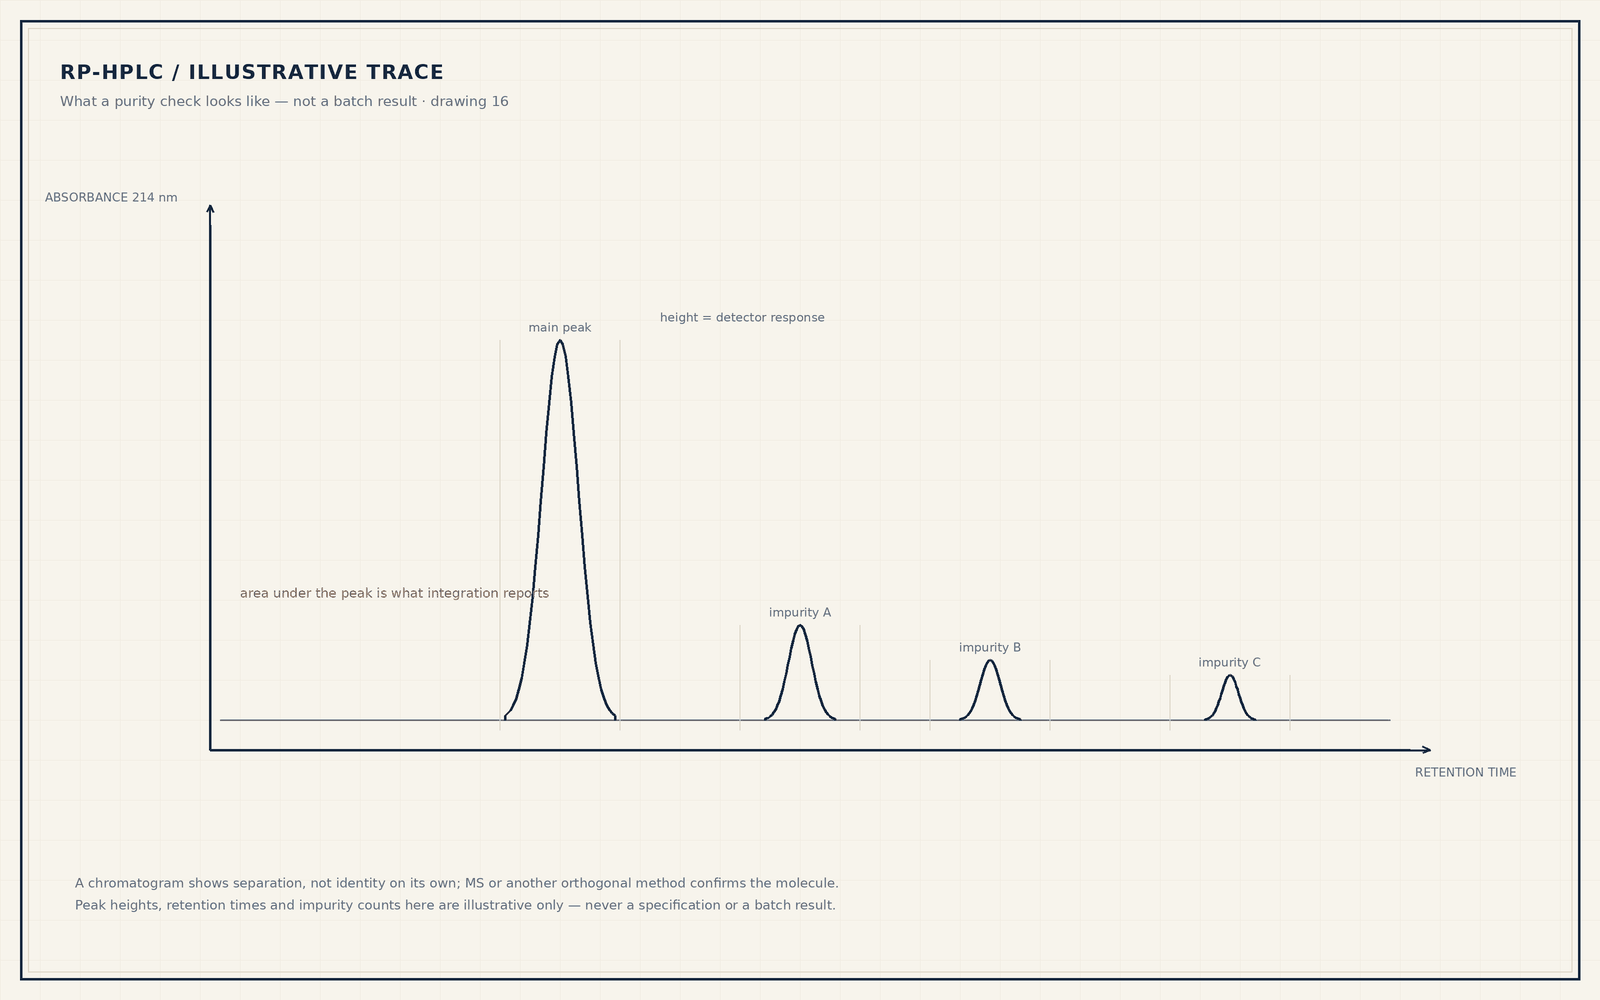 RP-HPLC / ILLUSTRATIVE TRACE
What a purity check looks like — not a batch result · drawing 16
ABSORBANCE 214 nm
height = detector response
main peak
area under the peak is what integration reports
impurity A
impurity B
impurity C
RETENTION TIME
A chromatogram shows separation, not identity on its own; MS or another orthogonal method confirms the molecule.
Peak heights, retention times and impurity counts here are illustrative only — never a specification or a batch result.